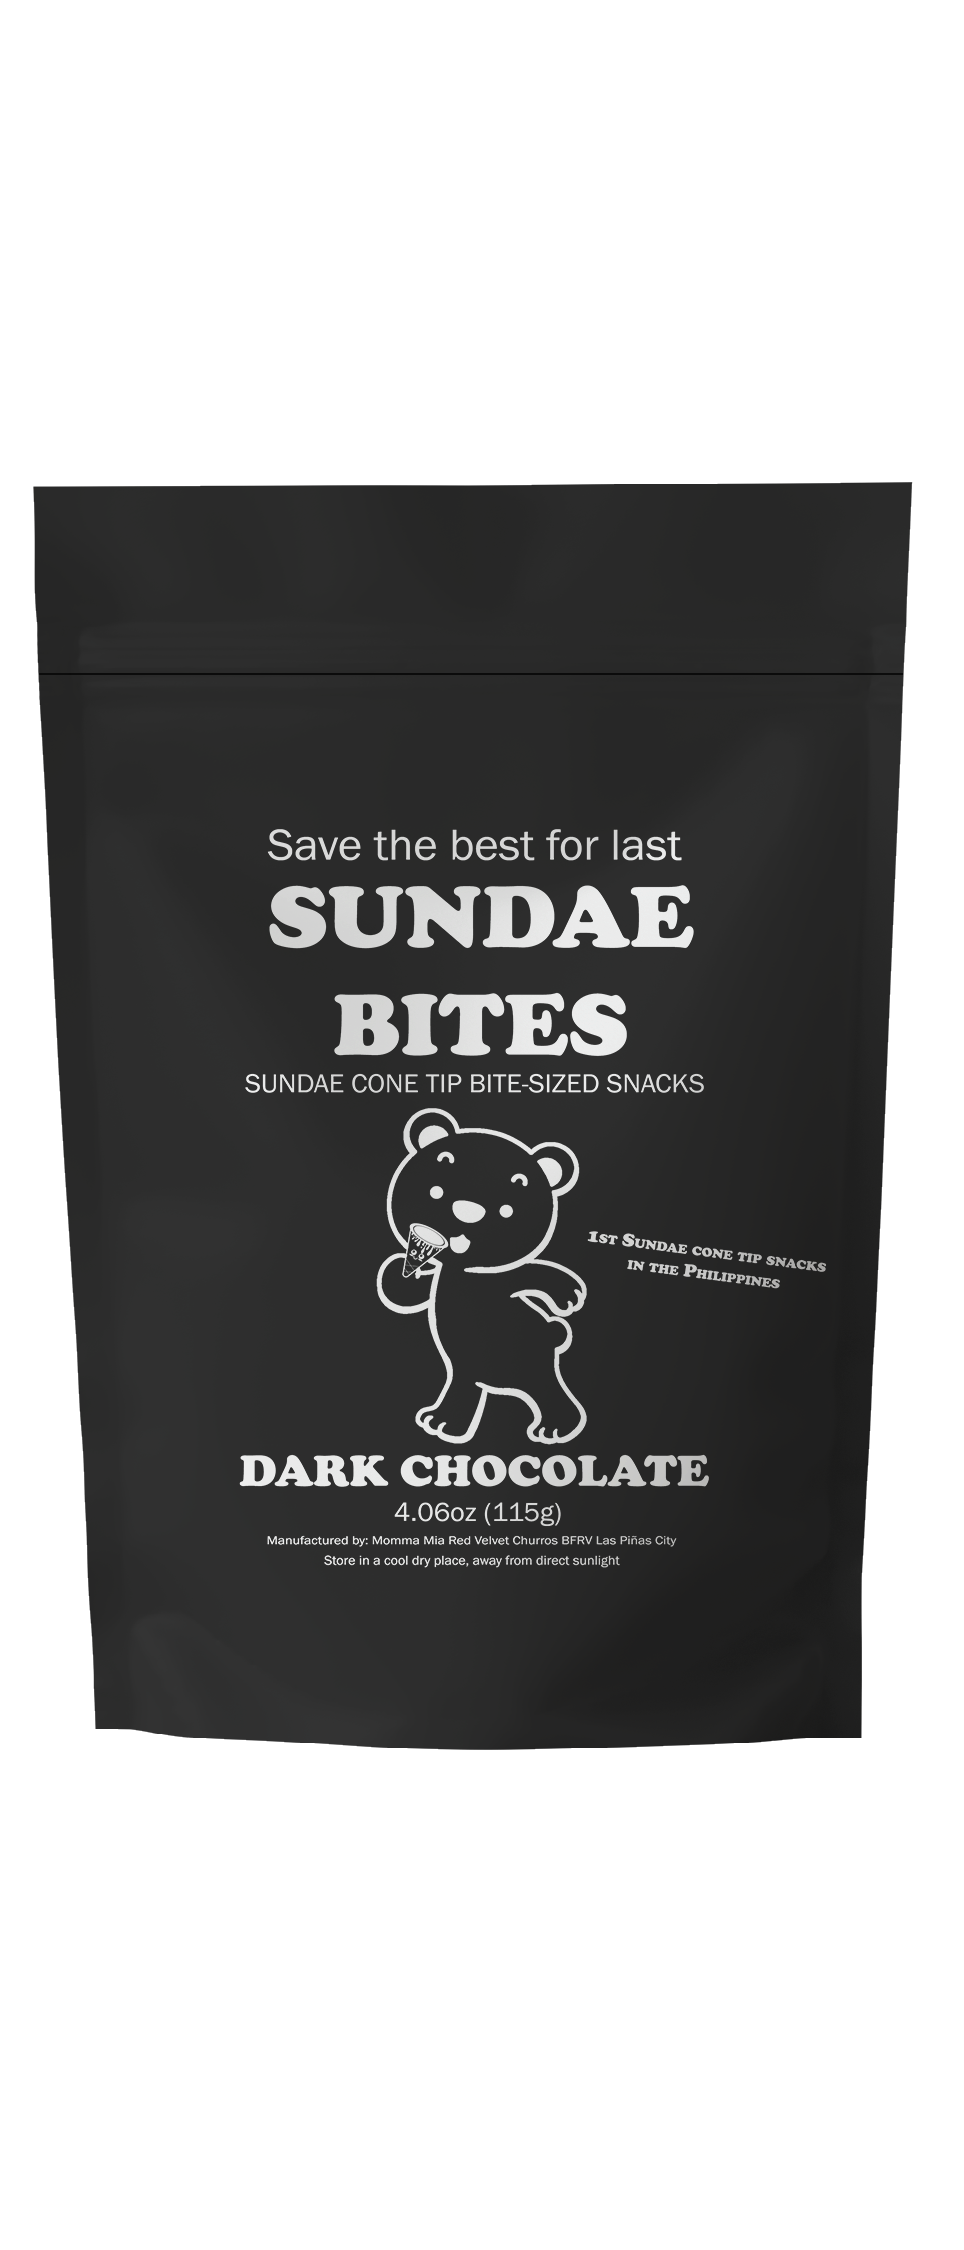 Save the best for last
SUNDAE
BITES
SUNDAE CONE TIP BITE-SIZED SNACKS
1st Sundae cone tip snacks
in the Philippines
DARK CHOCOLATE
4.06oz (115g)
Manufactured by: Momma Mia Red Velvet Churros BFRV Las Piñas City
Store in a cool dry place, away from direct sunlight